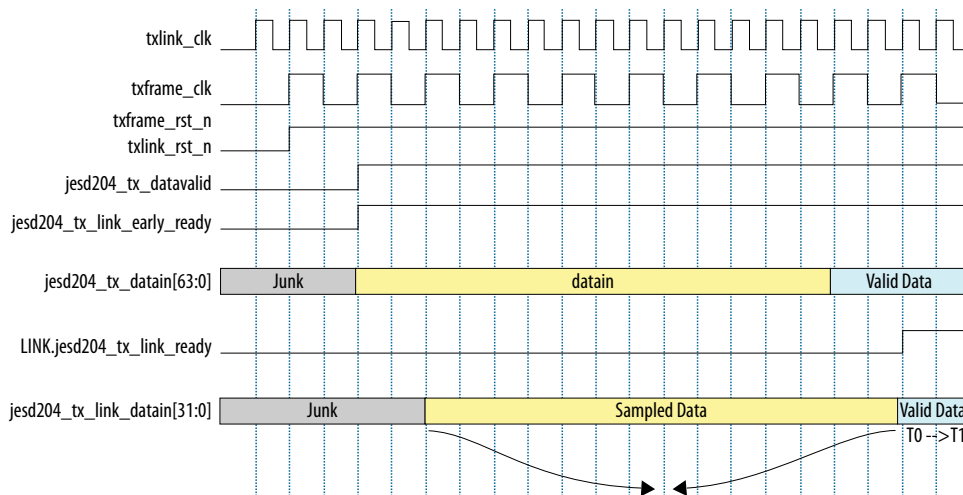 txlink_clk
txframe_clk
txframe_rst_n
txlink_rst_n
jesd204_tx_datavalid
jesd204_tx_link_early_ready
jesd204_tx_datain[63:0] Junk datain Valid Data
LINK.jesd204_tx_link_ready
jesd204_tx_link_datain[31:0] Junk Sampled Data Valid Data
T0 -->T1